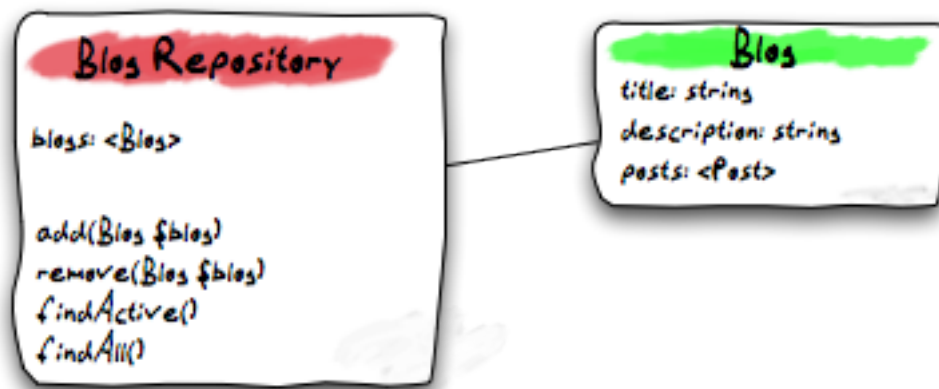 Blog Repository
blogs: <Blog>
add(Blog $blog)
remove(Blog $blog)
findActive()
findAll()
Blog
title: string
description: string
posts: <Post>